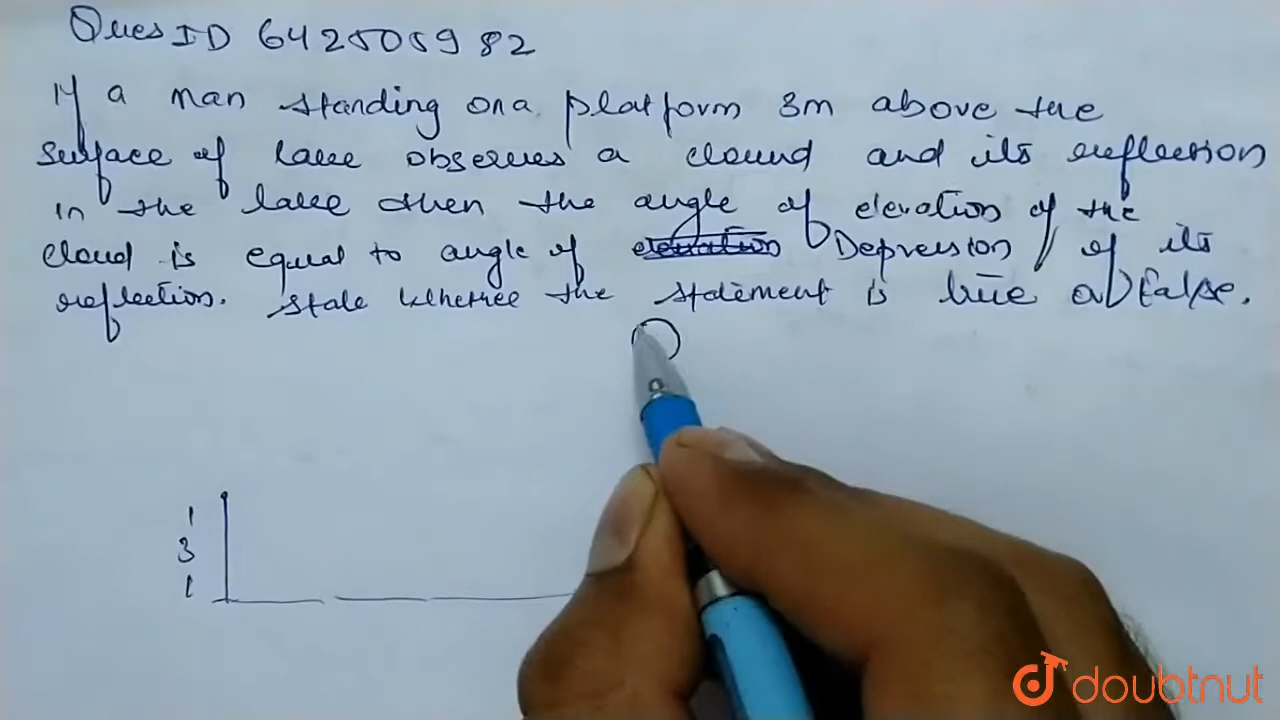 Ques ID 642505982
If a man standing on a platform 3m above the
surface of lake observes a cloud and its reflection
in the lake then the angle of elevation of the
cloud is equal to angle of elevation Depression of its
reflection. State whether the statement is true or False.
3
doubtnut